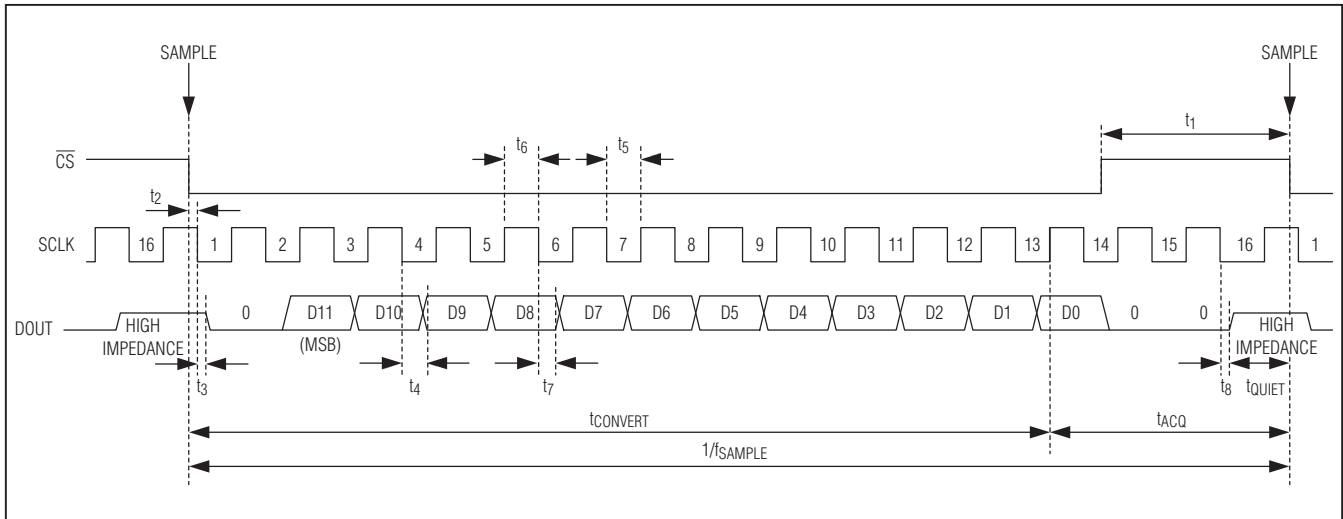 SAMPLE SAMPLE
t1
CS t6 t5
t2
SCLK 16 1 2 3 4 5 6 7 8 9 10 11 12 13 14 15 16 1
DOUT HIGH IMPEDANCE 0 D11 D10 D9 D8 D7 D6 D5 D4 D3 D2 D1 D0 0 0 HIGH IMPEDANCE
(MSB)
t3 t4 t7 t8 tQUIET
tCONVERT tACQ
1/fSAMPLE